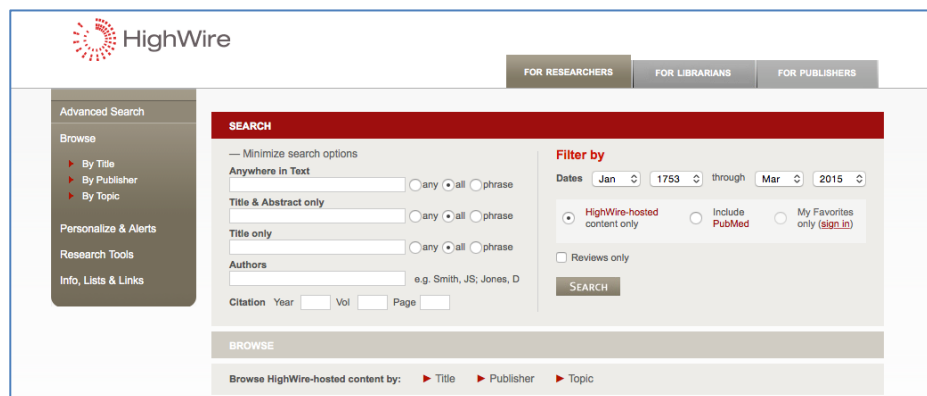 HighWire
FOR RESEARCHERS FOR LIBRARIANS FOR PUBLISHERS
Advanced Search
Browse
By Title
By Publisher
By Topic
Personalize & Alerts
Research Tools
Info, Lists & Links
SEARCH
— Minimize search options
Anywhere in Text
any all phrase
Title & Abstract only
any all phrase
Title only
any all phrase
Authors
e.g. Smith, JS; Jones, D
Citation Year Vol Page
Filter by
Dates Jan 1753 through Mar 2015
HighWire-hosted content only
Include PubMed
My Favorites only (sign in)
Reviews only
SEARCH
BROWSE
Browse HighWire-hosted content by: Title Publisher Topic